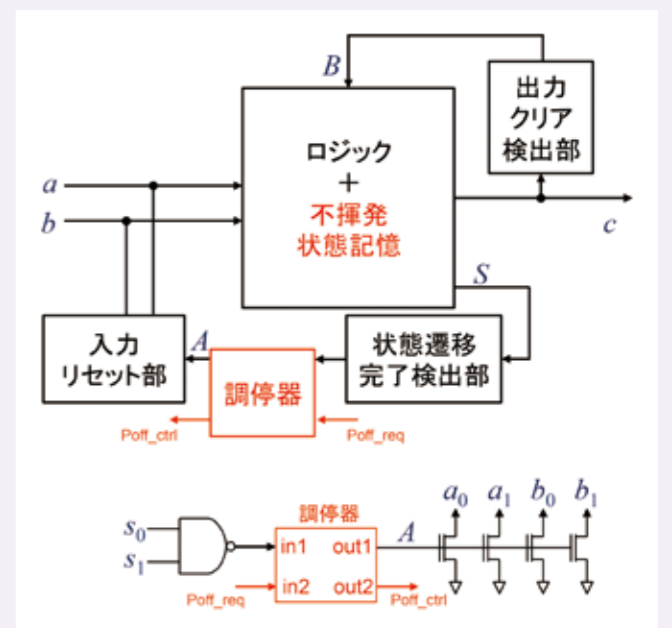 B
出力
クリア
検出部
ロジック
+
不揮発
状態記憶
a
b
c
S
入力
リセット部
A
調停器
状態遷移
完了検出部
Poff_ctrl
Poff_req
調停器
a0 a1 b0 b1
s0
s1
in1 out1
A
in2 out2
Poff_req
Poff_ctrl